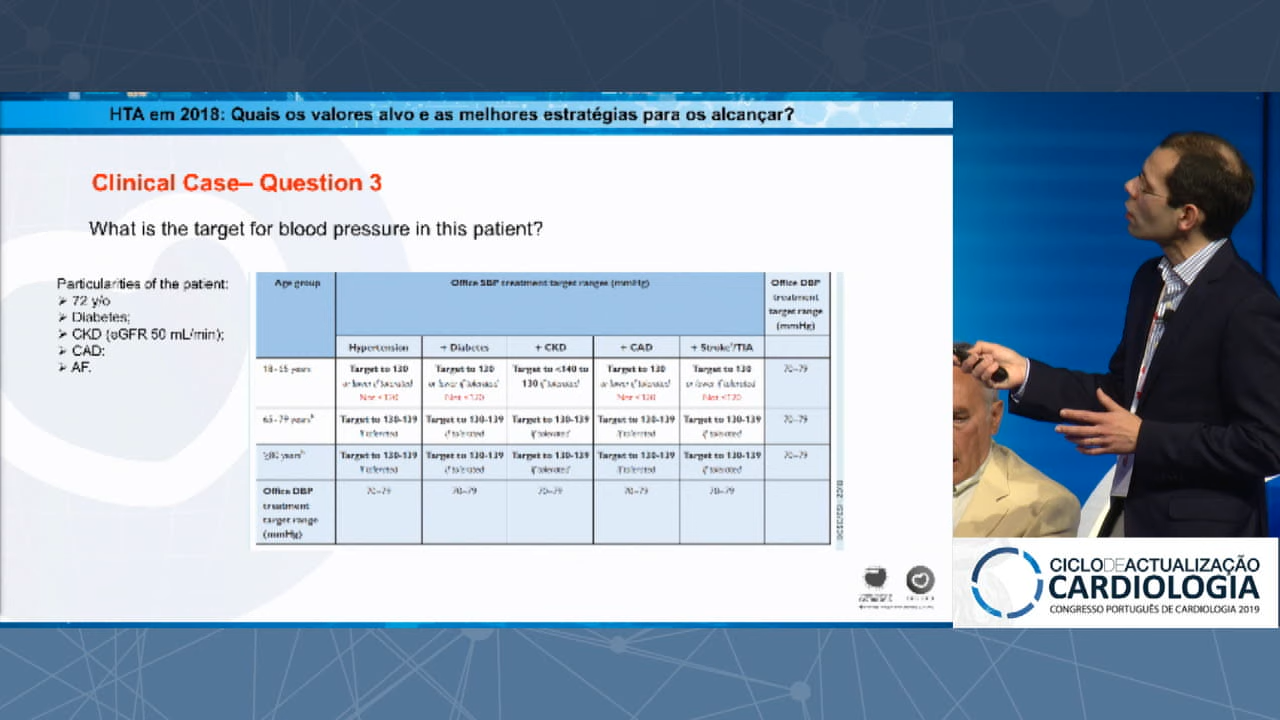 HTA em 2018: Quais os valores alvo e as melhores estratégias para os alcançar?
Clinical Case– Question 3
What is the target for blood pressure in this patient?
Particularities of the patient:
➢ 72 y/o
➢ Diabetes;
➢ CKD (eGFR 50 mL/min);
➢ CAD;
➢ AF.
Age group
Office SBP treatment target ranges (mmHg)
Office DBP
treatment
target range
(mmHg)
Hypertension
+ Diabetes
+ CKD
+ CAD
+ Stroke/TIA
years
Target to 130
or lower if tolerated
Not <120
Target to 130
or lower if tolerated
Not <120
Target to <140 to
130 if tolerated
Target to 130
or lower if tolerated
Not <120
Target to 130
or lower if tolerated
Not <120
70–79
65–79 years
Target to 130-139
if tolerated
Target to 130-139
if tolerated
Target to 130-139
if tolerated
Target to 130-139
if tolerated
Target to 130-139
if tolerated
70–79
≥80 years
Target to 130-139
if tolerated
Target to 130-139
if tolerated
Target to 130-139
if tolerated
Target to 130-139
if tolerated
Target to 130-139
if tolerated
70–79
Office DBP
treatment
target range
(mmHg)
70–79
70–79
70–79
70–79
70–79
CICLODEACTUALIZAÇÃO
CARDIOLOGIA
CONGRESSO PORTUGUÊS DE CARDIOLOGIA 2019